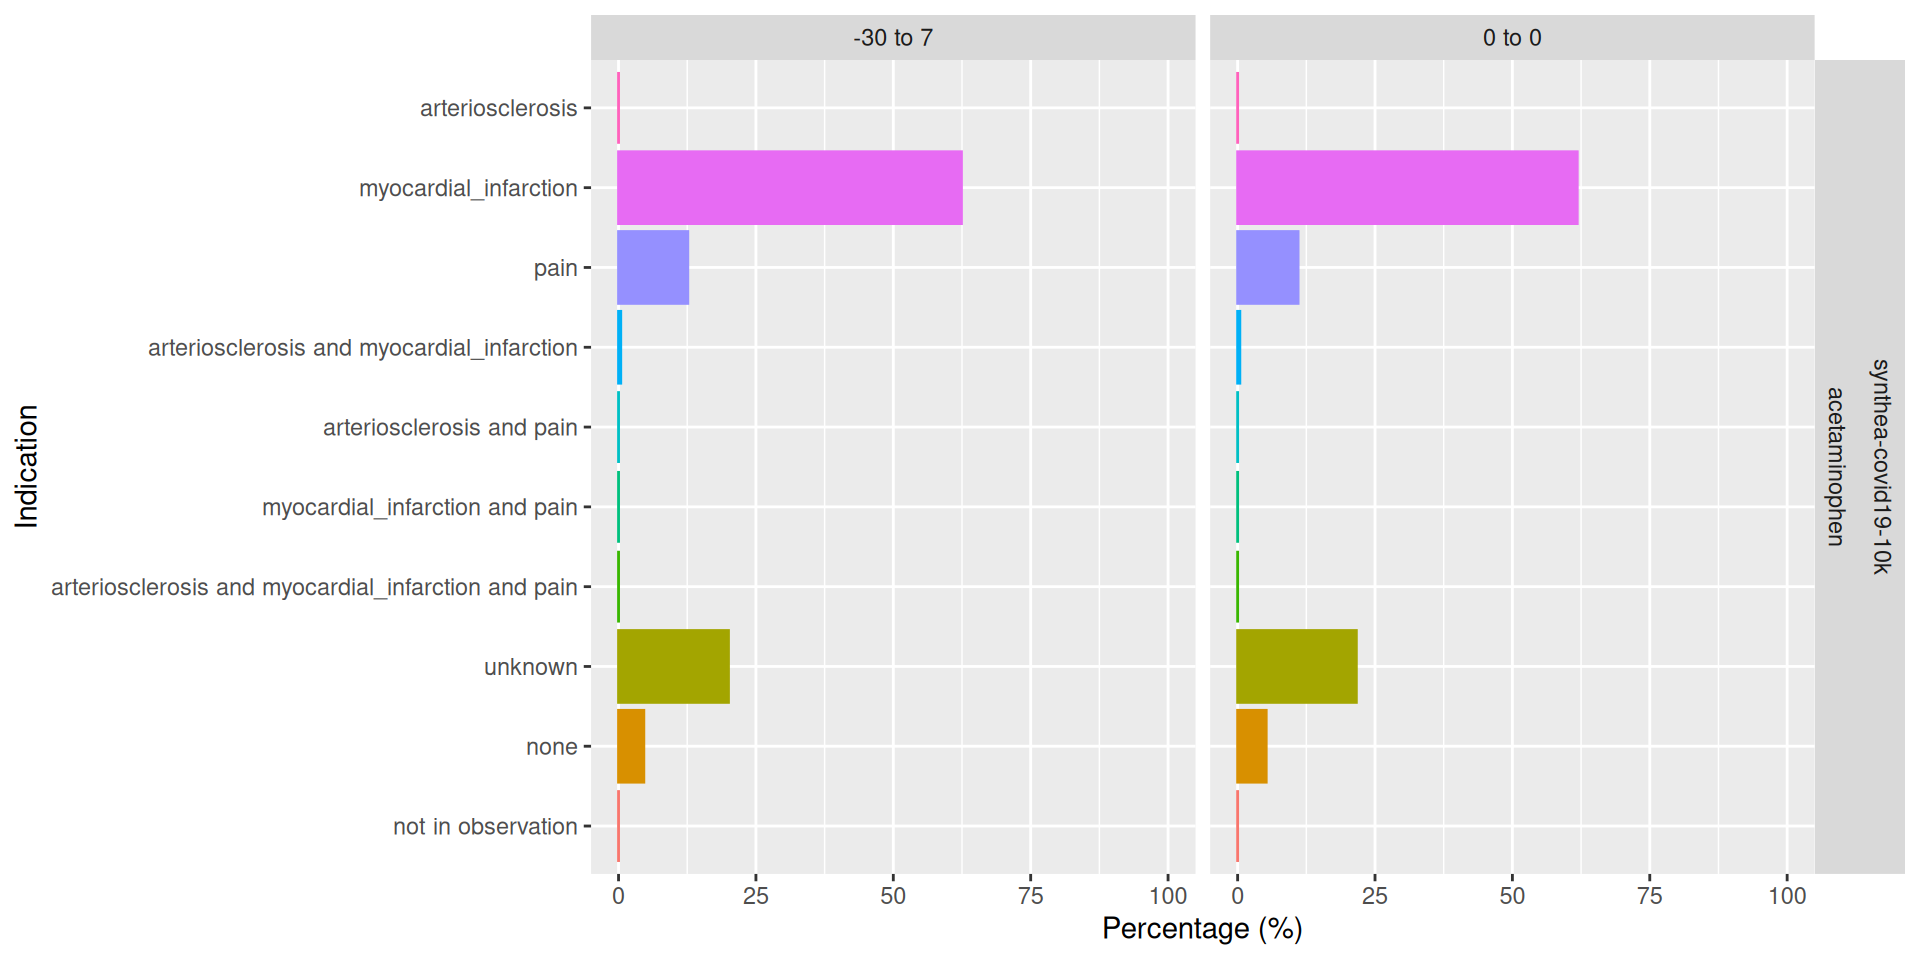 -30 to 7
0 to 0
arteriosclerosis
myocardial_infarction
pain
arteriosclerosis and myocardial_infarction
arteriosclerosis and pain
myocardial_infarction and pain
arteriosclerosis and myocardial_infarction and pain
unknown
none
not in observation
Indication
0 25 50 75 100
0 25 50 75 100
Percentage (%)
synthea-covid19-10k
acetaminophen